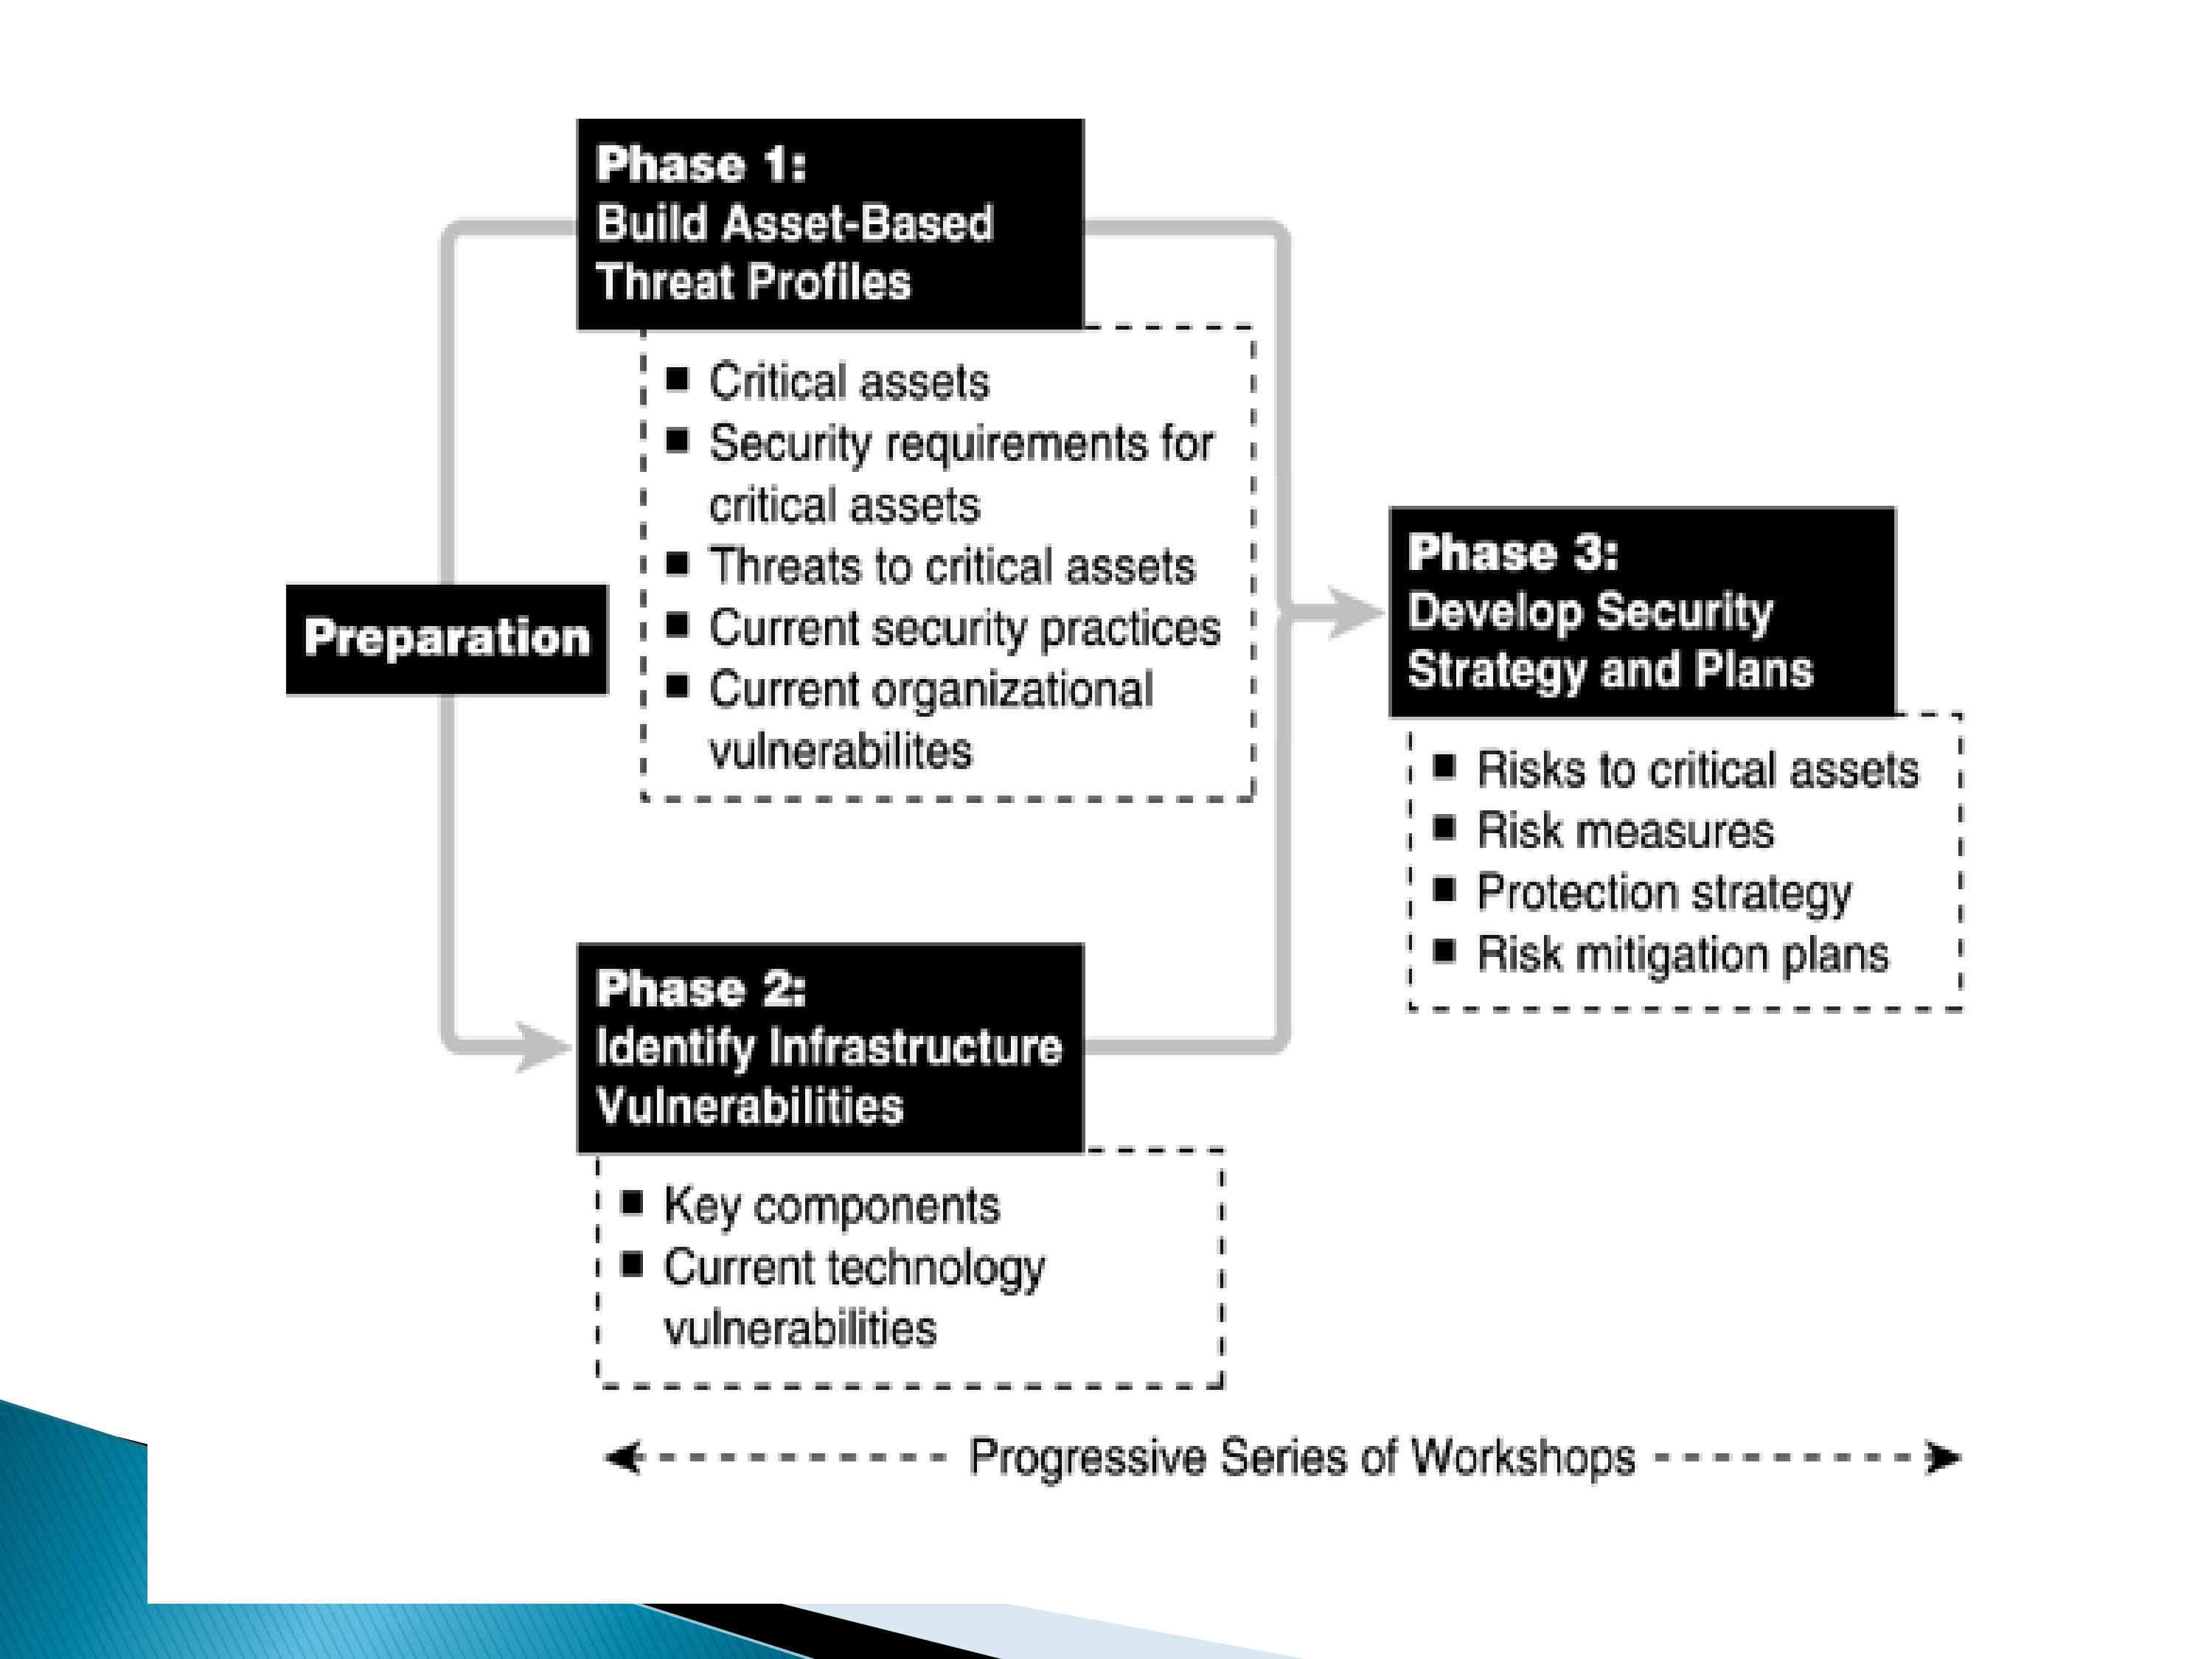 Phase 1:
Build Asset-Based
Threat Profiles
■ Critical assets
■ Security requirements for
critical assets
■ Threats to critical assets
■ Current security practices
■ Current organizational
vulnerabilites
Preparation
Phase 2:
Identify Infrastructure
Vulnerabilities
■ Key components
■ Current technology
vulnerabilities
Phase 3:
Develop Security
Strategy and Plans
■ Risks to critical assets
■ Risk measures
■ Protection strategy
■ Risk mitigation plans
Progressive Series of Workshops